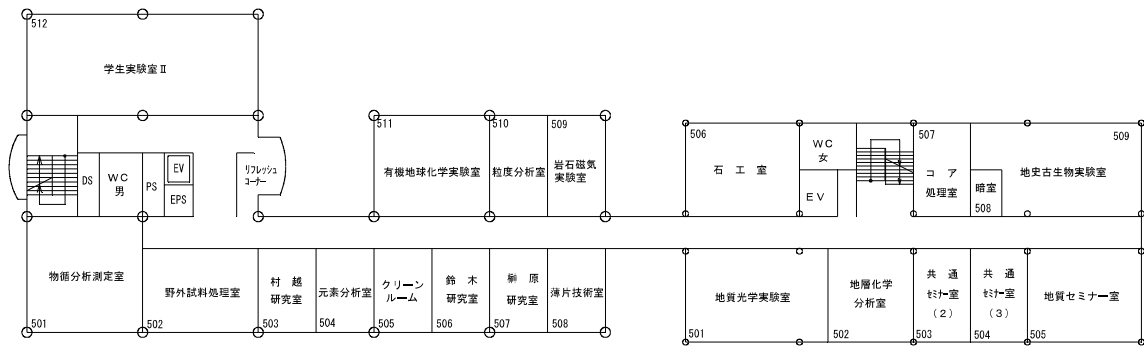 512
学生実験室Ⅱ
DS
WC
男
PS
EV
EPS
リフレッシュ
コーナー
511
有機地球化学実験室
510
粒度分析室
509
岩石磁気
実験室
506
石工室
WC
女
EV
507
コア
処理室
暗室
508
509
地史古生物実験室
物循分析測定室
501
野外試料処理室
502
村越
研究室
503
元素分析室
504
クリーン
ルーム
505
鈴木
研究室
506
榊原
研究室
507
薄片技術室
508
地質光学実験室
501
地層化学
分析室
502
共通
セミナー室
(2)
503
共通
セミナー室
(3)
504
地質セミナー室
505